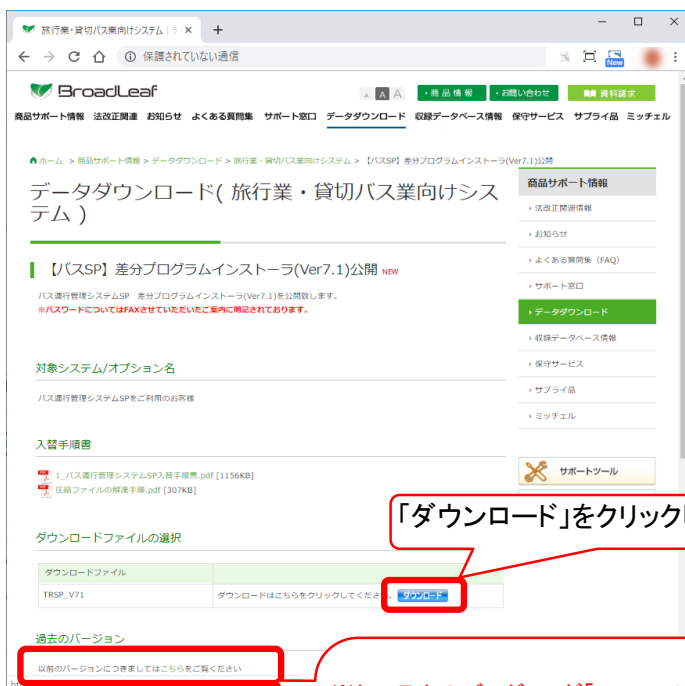 旅行業・貸切バス業向けシステム | デ
保護されていない通信
New
BroadLeaf
A A A
商品情報
お問い合わせ
資料請求
商品サポート情報 法改正関連 お知らせ よくある質問集 サポート窓口 データダウンロード 収録データベース情報 保守サービス サプライ品 ミッチェル
ホーム > 商品サポート情報 > データダウンロード > 旅行業・貸切バス業向けシステム > 【バスSP】差分プログラムインストーラ(Ver7.1)公開
データダウンロード( 旅行業・貸切バス業向けシス
テム )
【バスSP】差分プログラムインストーラ(Ver7.1)公開 NEW
バス運行管理システムSP 差分プログラムインストーラ(Ver7.1)を公開致します。
※パスワードについてはFAXさせていただいたご案内に明記されております。
対象システム/オプション名
バス運行管理システムSPをご利用のお客様
入替手順書
1_バス運行管理システムSP入替手順書.pdf [1156KB]
圧縮ファイルの解凍手順.pdf [307KB]
ダウンロードファイルの選択
ダウンロードファイル
TRSP_V71
ダウンロードはこちらをクリックしてくださ
ダウンロード
過去のバージョン
以前のバージョンにつきましてはこちらをご覧ください
商品サポート情報
法改正関連情報
お知らせ
よくある質問集（FAQ）
サポート窓口
データダウンロード
収録データベース情報
保守サービス
サプライ品
ミッチェル
サポートツール
「ダウンロード」をクリック